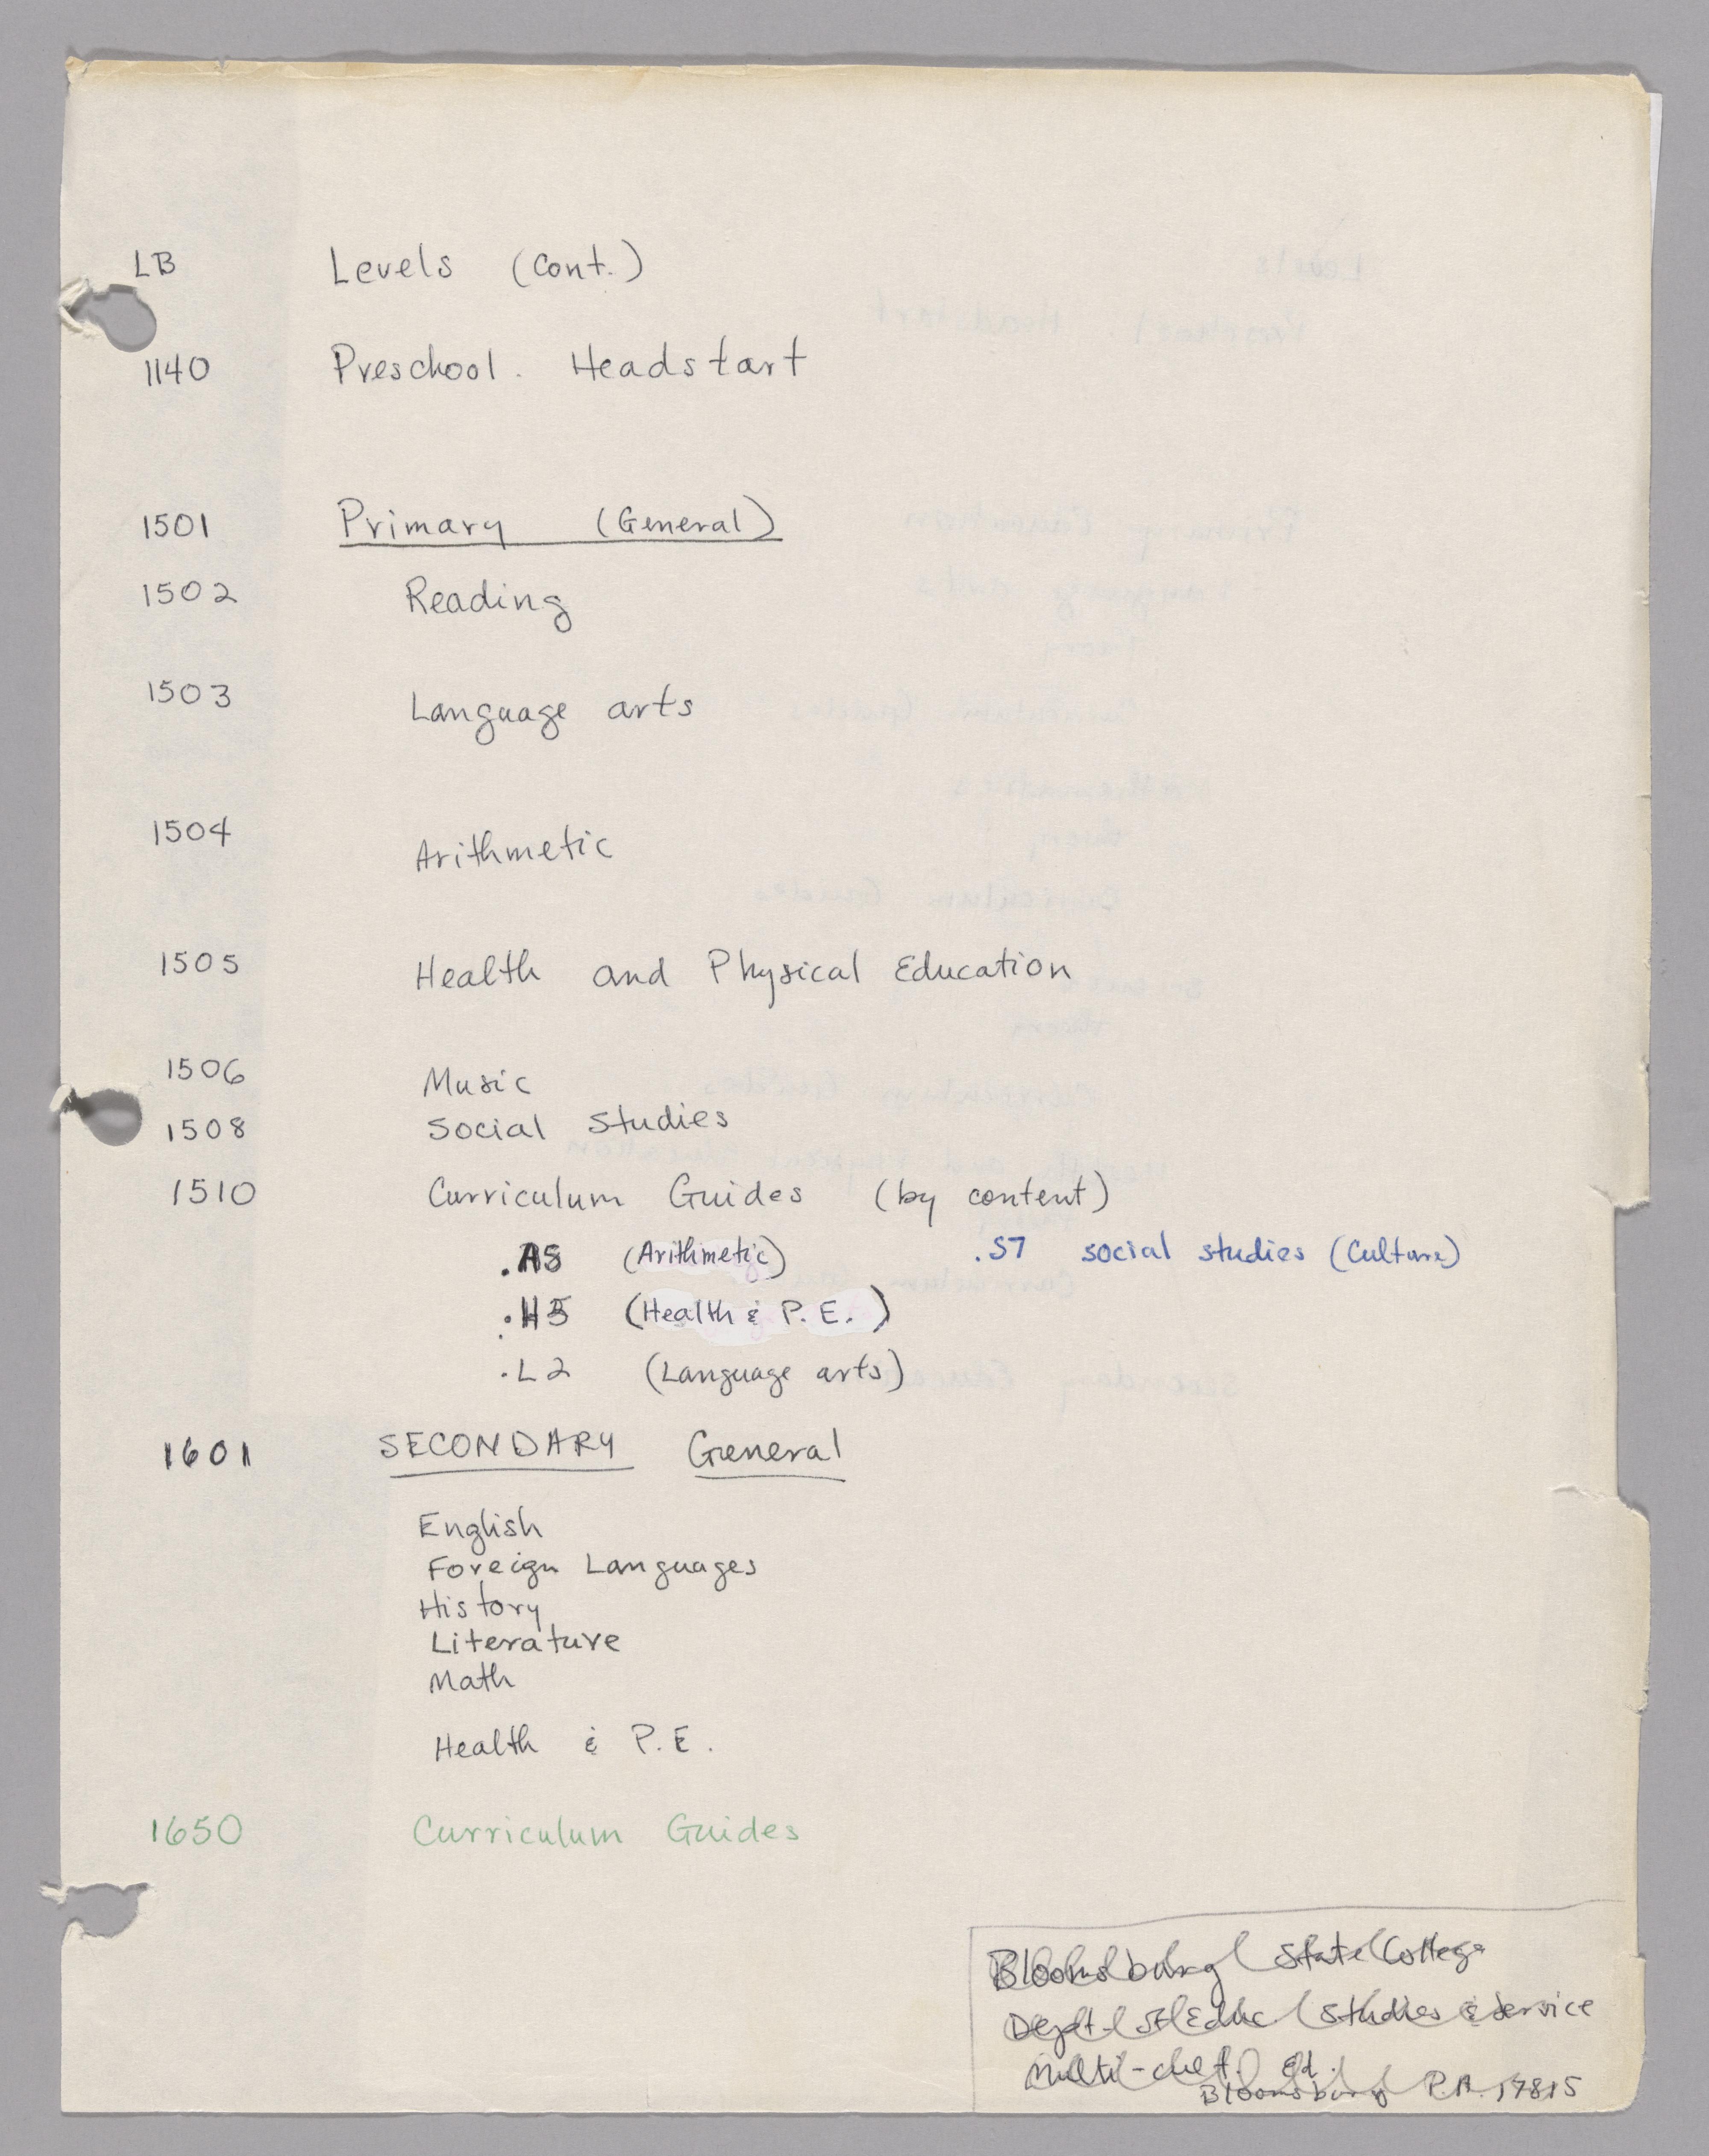 LB Levels (Cont.)
1140 Preschool. Headstart
1501 Primary (General)
1502 Reading
1503 Language arts
1504 Arithmetic
1505 Health and Physical Education
1506 Music
1508 Social Studies
1510 Curriculum Guides (by content)
.A5 (Arithmetic) .S7 social studies (Culture)
.H5 (Health & P.E.)
.L2 (Language arts)
1601 SECONDARY General
English
Foreign Languages
History
Literature
Math
Health & P.E.
1650 Curriculum Guides
Bloomsburg State College
Dept of Educ Studies & Service
Multi-cult. Ed.
Bloomsburg P.A. 17815